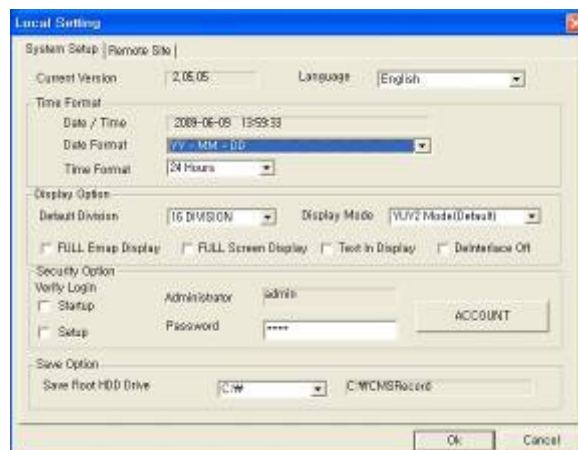 Local Setting
System Setup Remote Site
Current Version 2,05,05 Language English
Time Format
Date / Time 2009-06-09 13:59:33
Date Format YY - MM - DD
Time Format 24 Hours
Display Option
Default Division 16 DIVISION Display Mode YUY2 Mode(Default)
FULL Emap Display FULL Screen Display Text In Display DeInterlace Off
Security Option
Verify Login
Startup Administrator admin
Setup Password **** ACCOUNT
Save Option
Save Root HDD Drive C:₩ C:₩CMSRecord
Ok Cancel